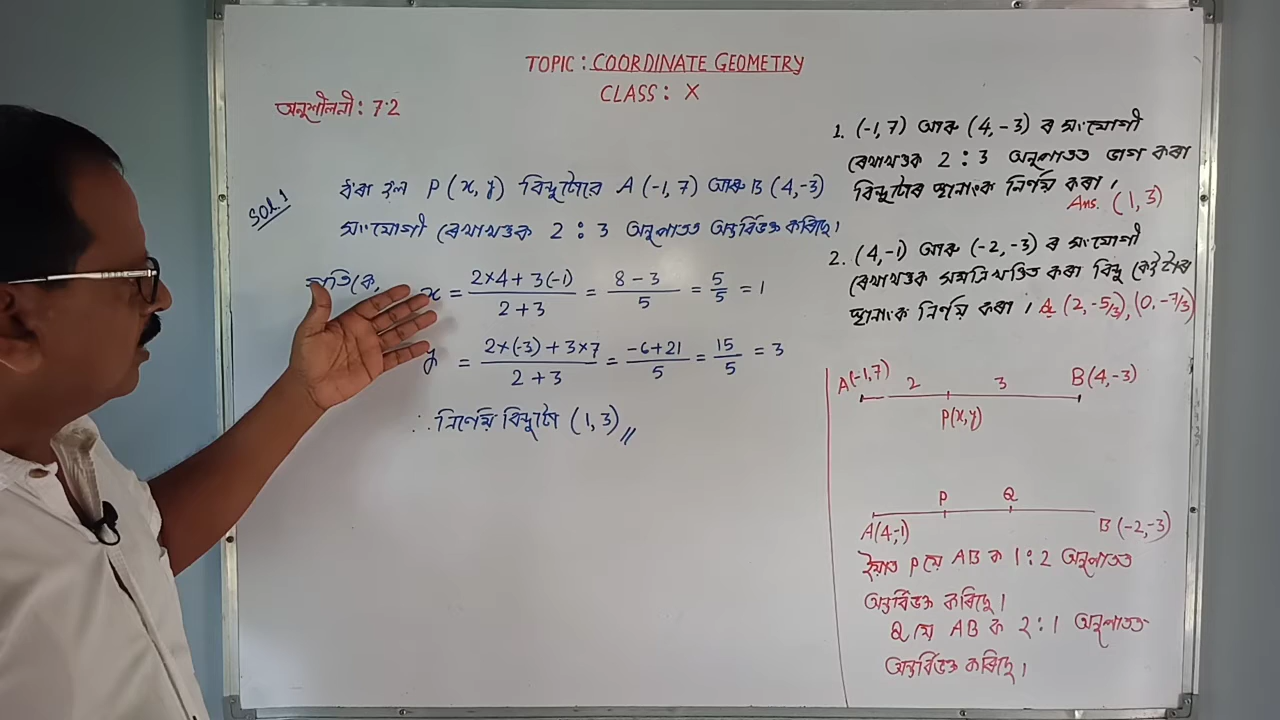 TOPIC: COORDINATE GEOMETRY
CLASS: X
অনুশীলনী: 7.2
SOL.1
ধৰা হ'ল P(x, y) বিন্দুটোৱে A(-1,7) আৰু B(4,-3)
সংযোগী ৰেখাখণ্ডক 2 : 3 অনুপাতত অন্তৰ্বিভক্ত কৰিছে।
x = \frac{2×4 + 3(-1)}{2+3} = \frac{8-3}{5} = \frac{5}{5} = 1
y = \frac{2×(-3) + 3×7}{2+3} = \frac{-6+21}{5} = \frac{15}{5} = 3
∴ নিৰ্ণেয় বিন্দুটো (1, 3) //
1. (-1,7) আৰু (4,-3) ৰ সংযোগী
ৰেখাখণ্ডক 2 : 3 অনুপাতত ভাগ কৰা
বিন্দুটোৰ স্থানাংক নিৰ্ণয় কৰা।
Ans. (1, 3)
2. (4,-1) আৰু (-2,-3) ৰ সংযোগী
ৰেখাখণ্ডক সমত্ৰিখণ্ডিত কৰা বিন্দু কেইটাৰ
স্থানাংক নিৰ্ণয় কৰা। A (2, -5/3), (0, -7/3)
A(-1,7) 2 3 B(4,-3)
P(x,y)
P Q
A(4,-1) B(-2,-3)
ইয়াত P য়ে AB ক 1:2 অনুপাতত
অন্তৰ্বিভক্ত কৰিছে।
Q য়ে AB ক 2:1 অনুপাতত
অন্তৰ্বিভক্ত কৰিছে।